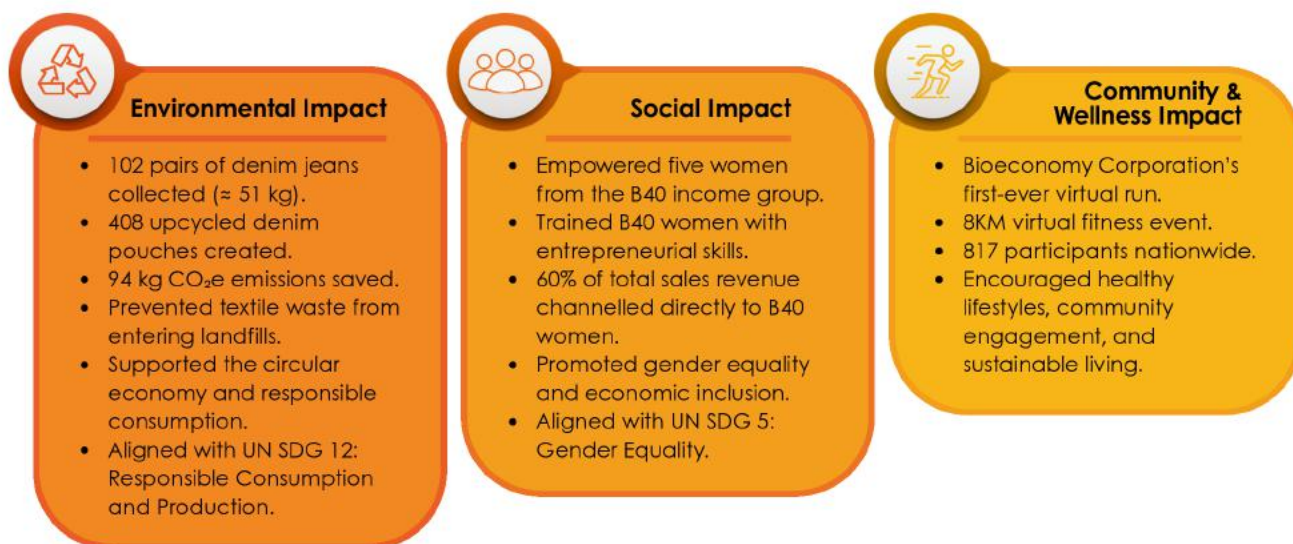 Environmental Impact
• 102 pairs of denim jeans
collected (≈ 51 kg).
• 408 upcycled denim
pouches created.
• 94 kg CO₂e emissions saved.
• Prevented textile waste from
entering landfills.
• Supported the circular
economy and responsible
consumption.
• Aligned with UN SDG 12:
Responsible Consumption
and Production.
Social Impact
• Empowered five women
from the B40 income group.
• Trained B40 women with
entrepreneurial skills.
• 60% of total sales revenue
channelled directly to B40
women.
• Promoted gender equality
and economic inclusion.
• Aligned with UN SDG 5:
Gender Equality.
Community &
Wellness Impact
• Bioeconomy Corporation’s
first-ever virtual run.
• 8KM virtual fitness event.
• 817 participants nationwide.
• Encouraged healthy
lifestyles, community
engagement, and
sustainable living.